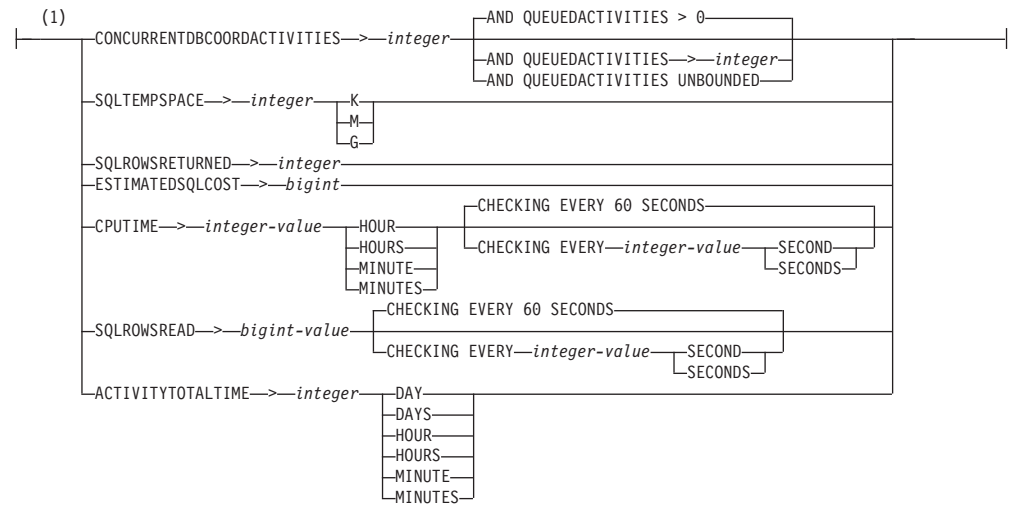 (1)
AND QUEUEDACTIVITIES > 0
CONCURRENTDBCOORDACTIVITIES > integer
AND QUEUEDACTIVITIES > integer
AND QUEUEDACTIVITIES UNBOUNDED
SQLTEMPSPACE > integer K
M
G
SQLROWSRETURNED > integer
ESTIMATEDSQLCOST > bigint
CHECKING EVERY 60 SECONDS
CPUTIME > integer-value HOUR
HOURS CHECKING EVERY integer-value SECOND
MINUTE SECONDS
MINUTES
CHECKING EVERY 60 SECONDS
SQLROWSREAD > bigint-value
CHECKING EVERY integer-value SECOND
SECONDS
ACTIVITYTOTALTIME > integer DAY
DAYS
HOUR
HOURS
MINUTE
MINUTES